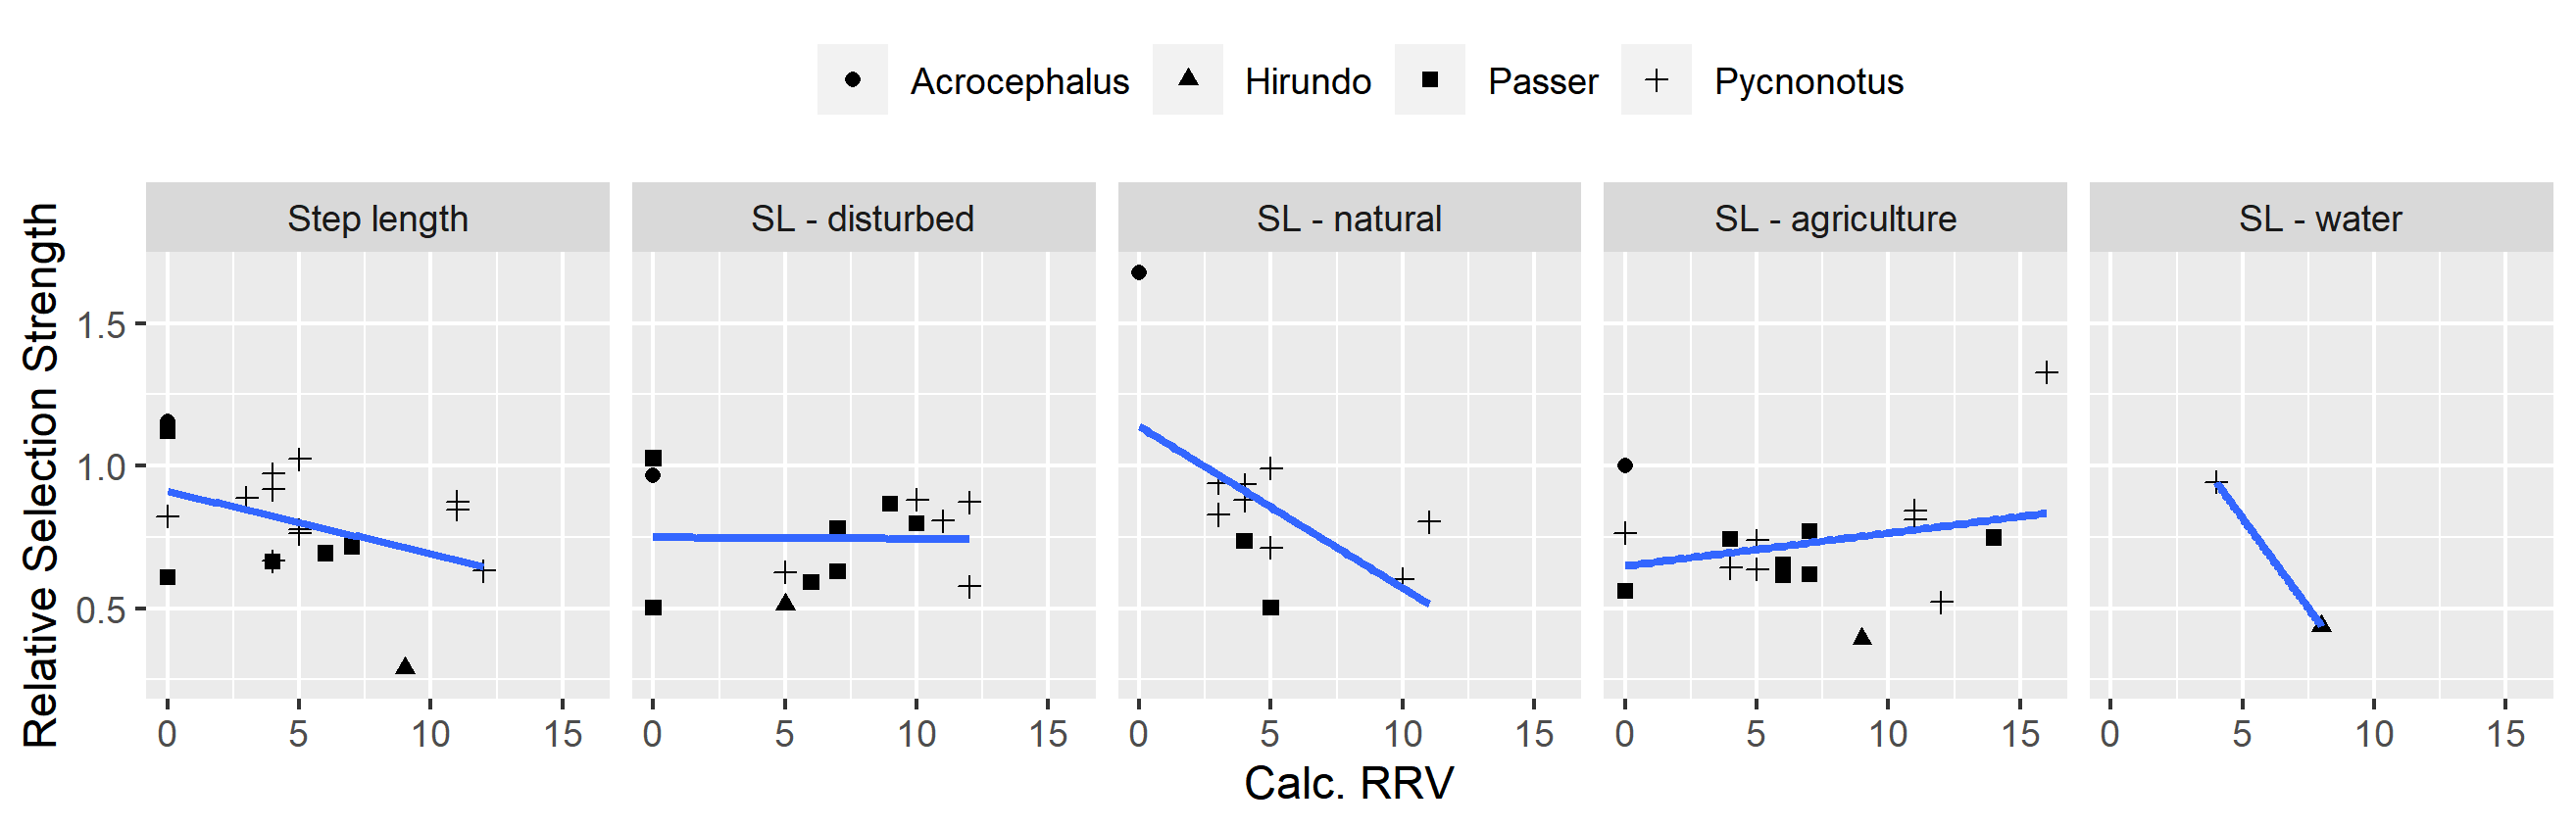 Acrocephalus Hirundo Passer Pycnonotus
Step length SL - disturbed SL - natural SL - agriculture SL - water
Relative Selection Strength
1.5
1.0
0.5
0 5 10 15 0 5 10 15 0 5 10 15 0 5 10 15 0 5 10 15
Calc. RRV